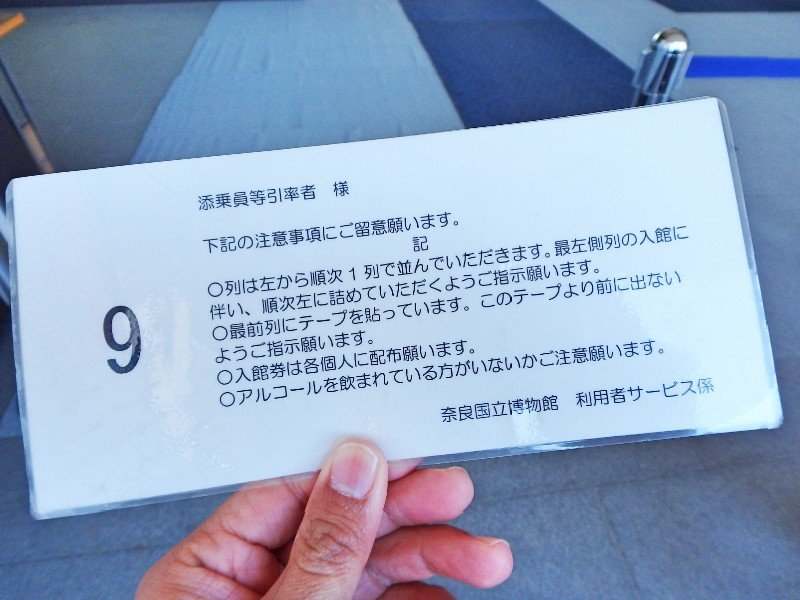 添乗員等引率者 様
下記の注意事項にご留意願います。
記
○列は左から順次1列で並んでいただきます。最左側列の入館に
伴い、順次左に詰めていただくようご指示願います。
○最前列にテープを貼っています。このテープより前に出ない
ようご指示願います。
○入館券は各個人に配布願います。
○アルコールを飲まれている方がいないかご注意願います。
奈良国立博物館 利用者サービス係
9